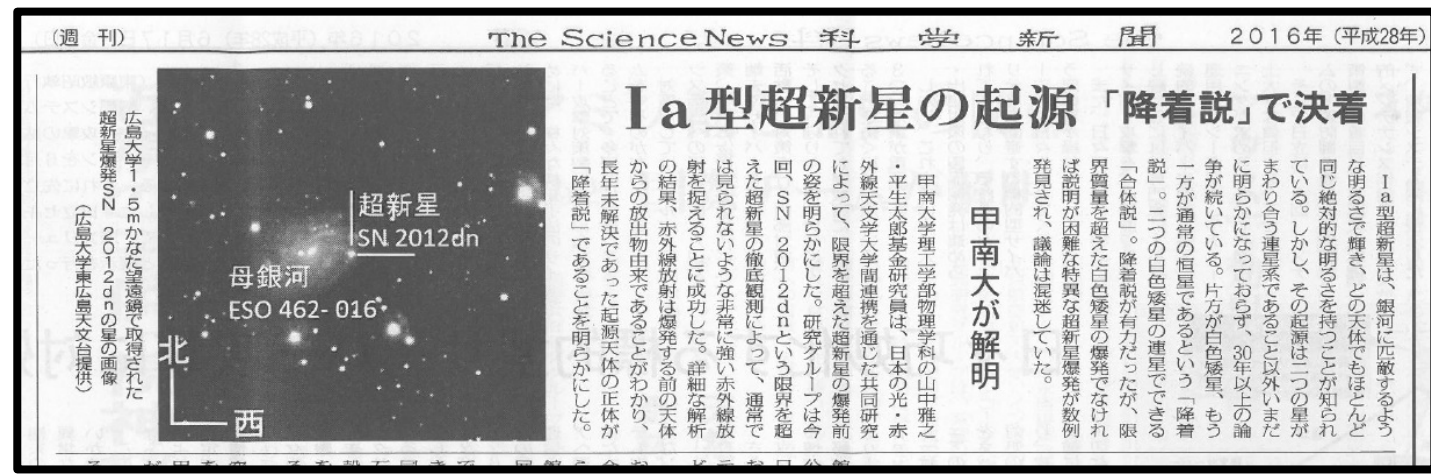 (週 刊)
The Science News 科 学 新 聞
2016年(平成28年)
Ia型超新星の起源「降着説」で決着
甲南大が解明
Ia型超新星は、銀河に匹敵するよう
な明るさで輝き、どの天体でもほとんど
同じ絶対的な明るさを持つことが知られ
ている。しかし、その起源は二つの星が
まわり合う連星系であること以外いまだ
に明らかになっておらず、30年以上の論
争が続いている。片方が白色矮星、もう
一方が通常の恒星であるという「降着
説」。二つの白色矮星の連星でできる
「合体説」。降着説が有力だったが、限
界質量を超えた白色矮星の爆発でなけれ
ば説明が困難な特異な超新星爆発が数例
発見され、議論は混迷していた。
甲南大学理工学部物理学科の山中雅之
・平生太郎基金研究員は、日本の光・赤
外線天文学大学間連携を通じた共同研究
によって、限界を超えた超新星の爆発前
の姿を明らかにした。研究グループは今
回、SN 2012dnという限界を超
えた超新星の徹底観測によって、通常で
は見られないような非常に強い赤外線放
射を捉えることに成功した。詳細な解析
の結果、赤外線放射は爆発する前の天体
からの放出物由来であることがわかり、
長年未解決であった起源天体の正体が
「降着説」であることを明らかにした。
超新星
SN 2012dn
母銀河
ESO 462- 016
北
西
広島大学1・5mかなた望遠鏡で取得された
超新星爆発SN 2012dnの星の画像
(広島大学東広島天文台提供)